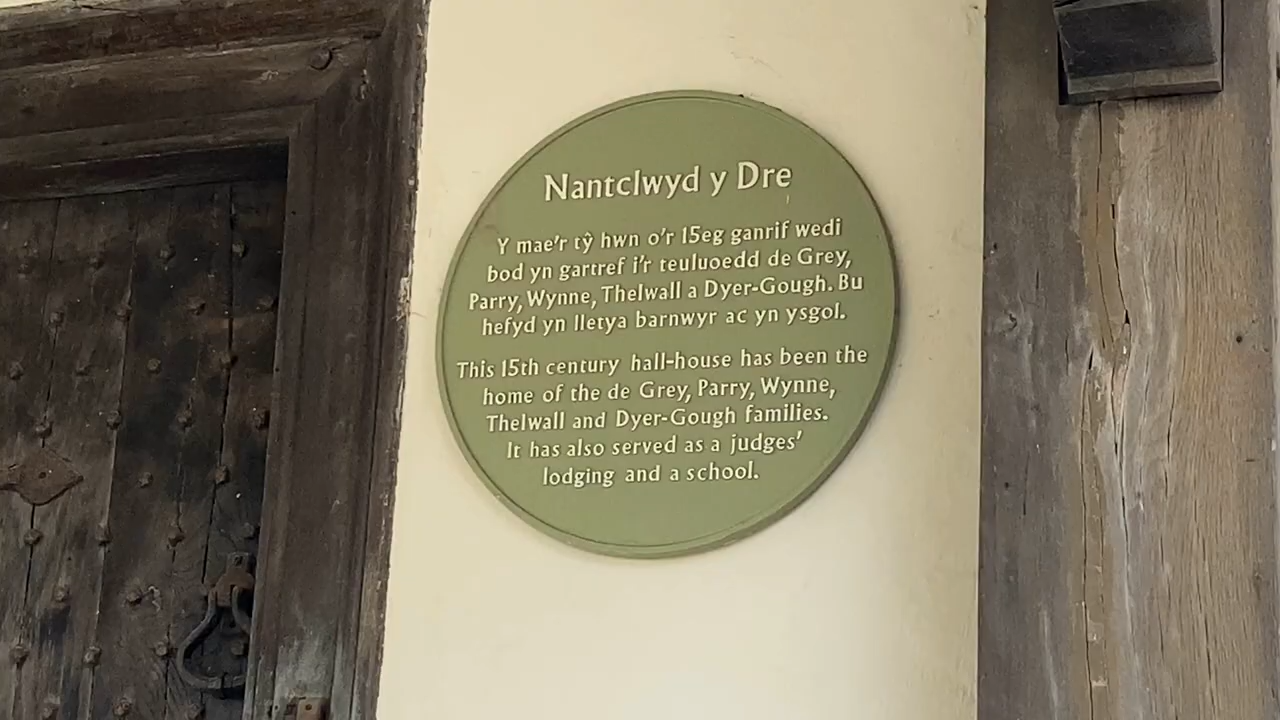 Nantclwyd y Dre
Y mae'r tŷ hwn o'r 15eg ganrif wedi
bod yn gartref i'r teuluoedd de Grey,
Parry, Wynne, Thelwall a Dyer-Gough. Bu
hefyd yn lletya barnwyr ac yn ysgol.
This 15th century hall-house has been the
home of the de Grey, Parry, Wynne,
Thelwall and Dyer-Gough families.
It has also served as a judges'
lodging and a school.